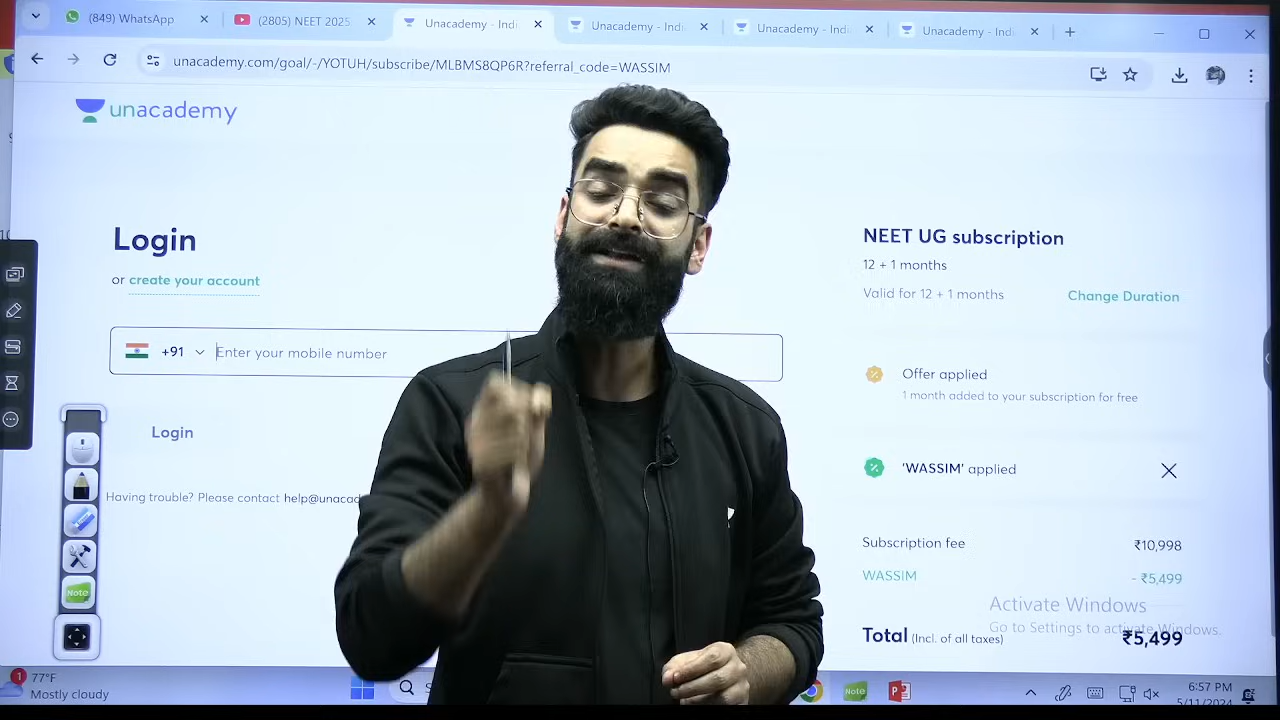 (849) WhatsApp
(2805) NEET 2025
Unacademy - Indi
Unacademy - Indi
Unacademy - Indi
Unacademy - Indi
unacademy.com/goal/-/YOTUH/subscribe/MLBMS8QP6R?referral_code=WASSIM
unacademy
Login
or create your account
+91
Enter your mobile number
Login
Having trouble? Please contact help@unacad
NEET UG subscription
12 + 1 months
Valid for 12 + 1 months
Change Duration
Offer applied
1 month added to your subscription for free
'WASSIM' applied
Subscription fee ₹10,998
WASSIM - ₹5,499
Activate Windows
Go to Settings to activate Windows.
Total (Incl. of all taxes) ₹5,499
Note
1
77°F
Mostly cloudy
S
Note
P
6:57 PM
5/11/2024